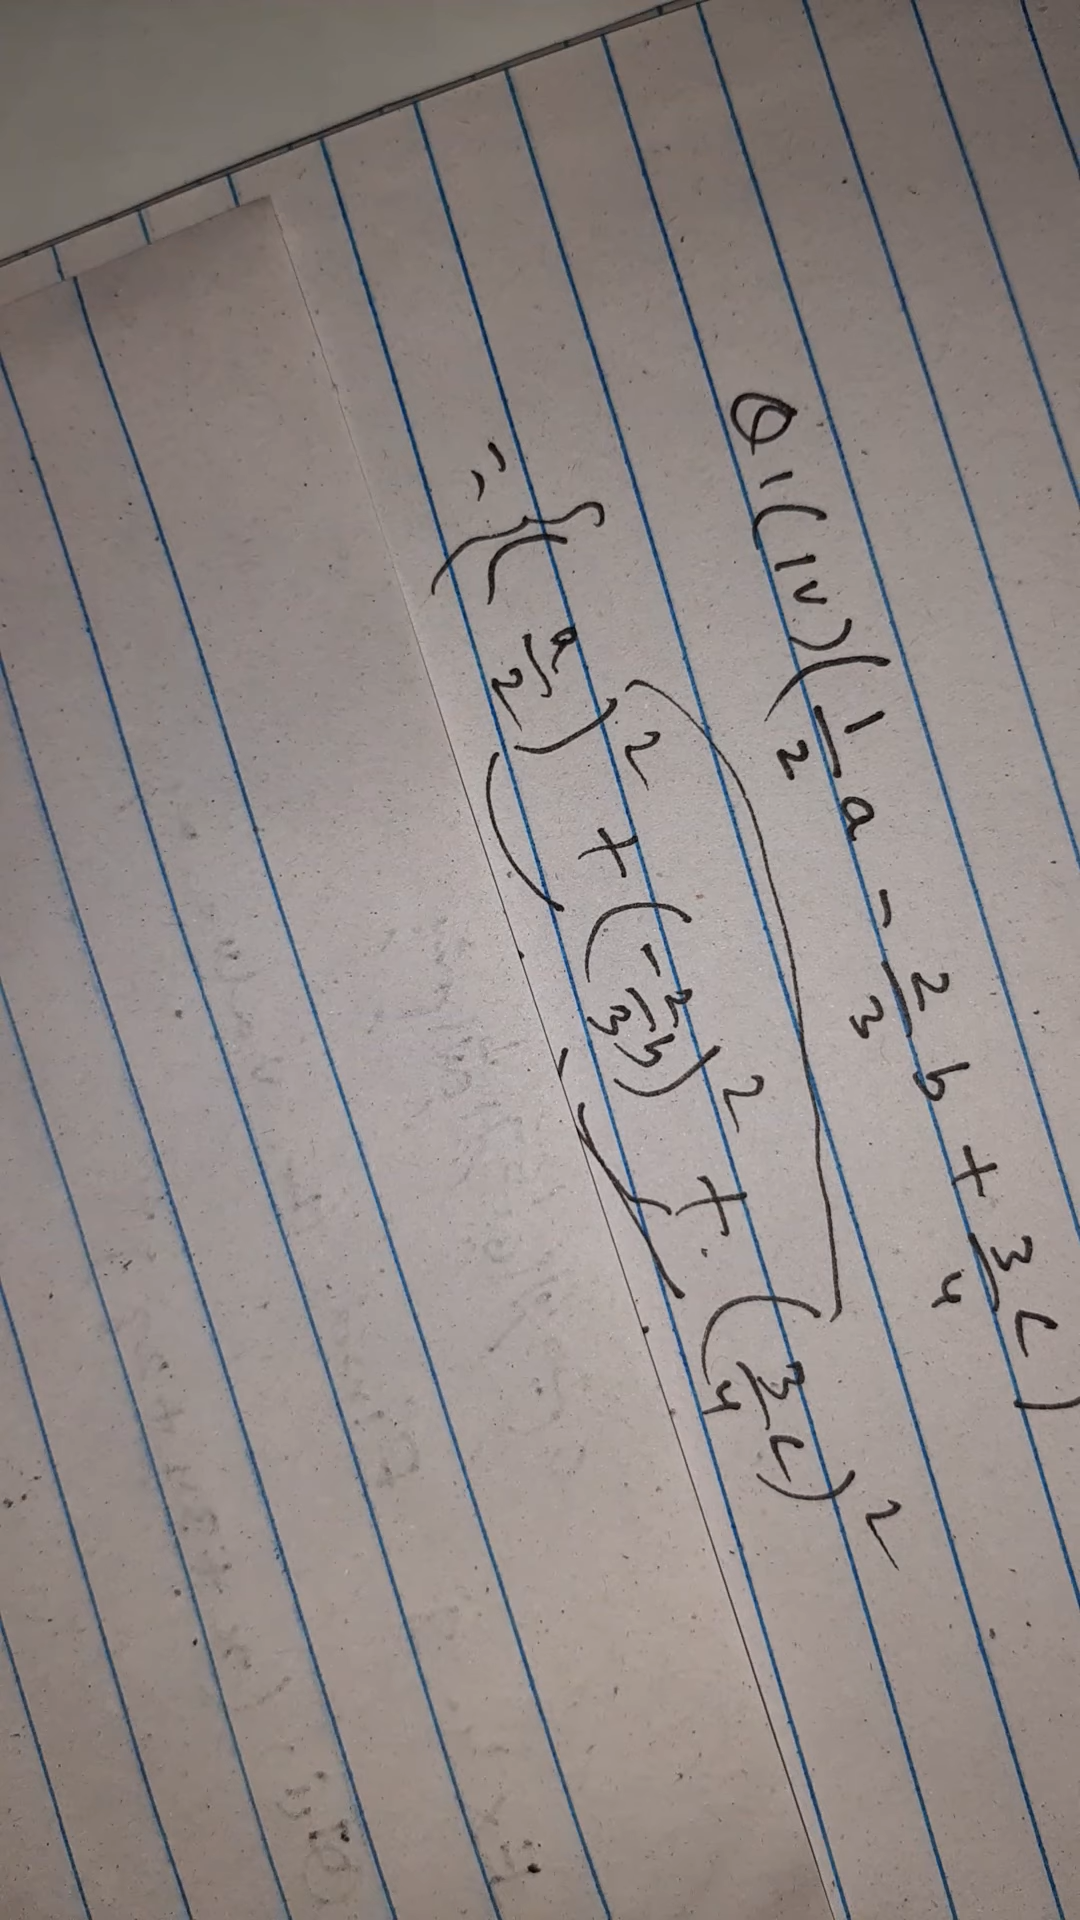 Q1(iv)(1/2 a - 2/3 b + 3/4 c)
= {(a/2)² + (-2/3 b)² + (3/4 c)²